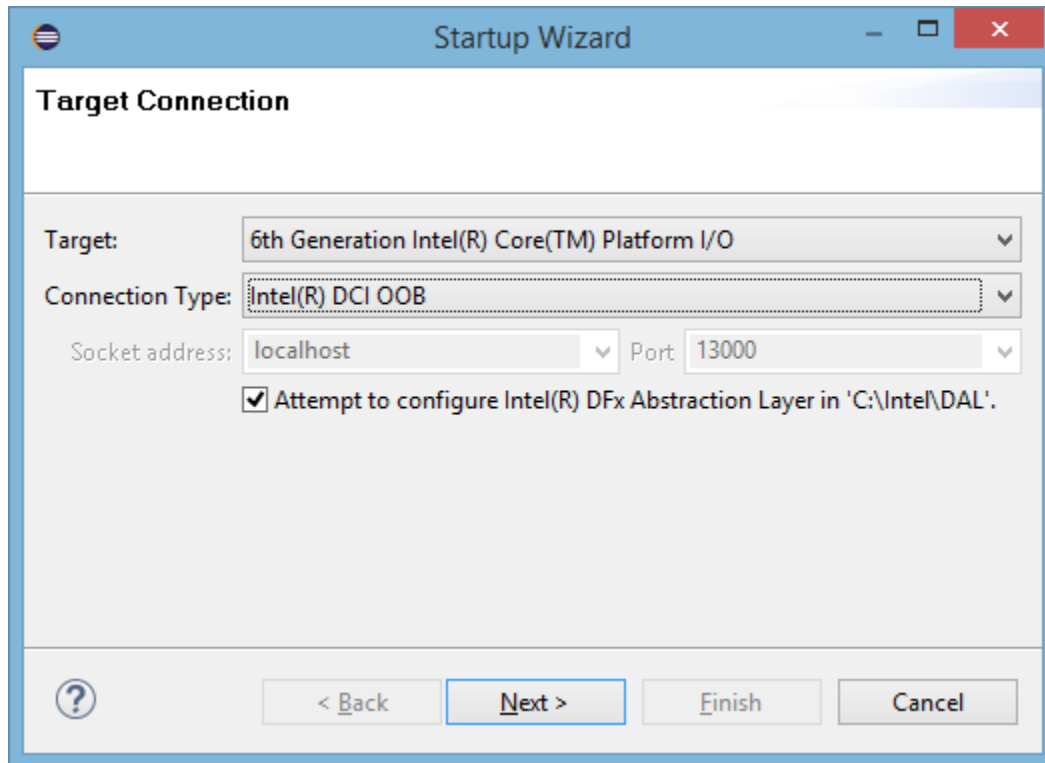 Startup Wizard
Target Connection
Target: 6th Generation Intel(R) Core(TM) Platform I/O
Connection Type: Intel(R) DCI OOB
Socket address: localhost Port 13000
Attempt to configure Intel(R) DFx Abstraction Layer in 'C:\Intel\DAL'.
? < Back Next > Finish Cancel